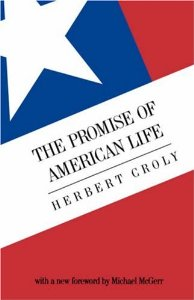 THE PROMISE OF
AMERICAN LIFE
HERBERT CROLY
with a new foreword by Michael McGerr